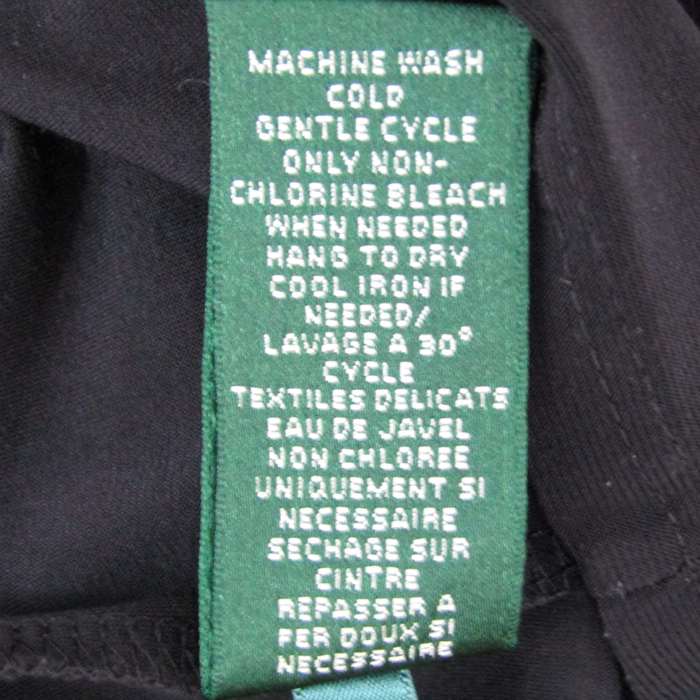 MACHINE WASH
COLD
GENTLE CYCLE
ONLY NON-
CHLORINE BLEACH
WHEN NEEDED
HANG TO DRY
COOL IRON IF
NEEDED/
LAVAGE A 30°
CYCLE
TEXTILES DELICATS
EAU DE JAVEL
NON CHLOREE
UNIQUEMENT SI
NECESSAIRE
SECHAGE SUR
CINTRE
REPASSER A
FER DOUX SI
NECESSAIRE